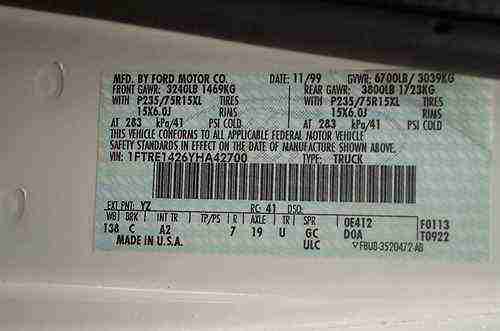 MFD. BY FORD MOTOR CO. DATE: 11/99 GVWR: 6700LB/ 3039KG
FRONT GAWR: 3240LB 1469KG REAR GAWR: 3800LB 1723KG
WITH P235/75R15XL TIRES WITH P235/75R15XL TIRES
15X6.0J RIMS 15X6.0J RIMS
AT 283 kPa/41 PSI COLD AT 283 kPa/41 PSI COLD
THIS VEHICLE CONFORMS TO ALL APPLICABLE FEDERAL MOTOR VEHICLE
SAFETY STANDARDS IN EFFECT ON THE DATE OF MANUFACTURE SHOWN ABOVE.
1FTRE1426YHA42700 TYPE: TRUCK
EXT PNT: YZ RC: 41 DSO:
WB BRK INT TR TP/PS R AXLE TR SPR 0E412 F0113
138 C A2 7 19 U GC D0A T0922
MADE IN U.S.A. ULC F8UB-3520472-AB